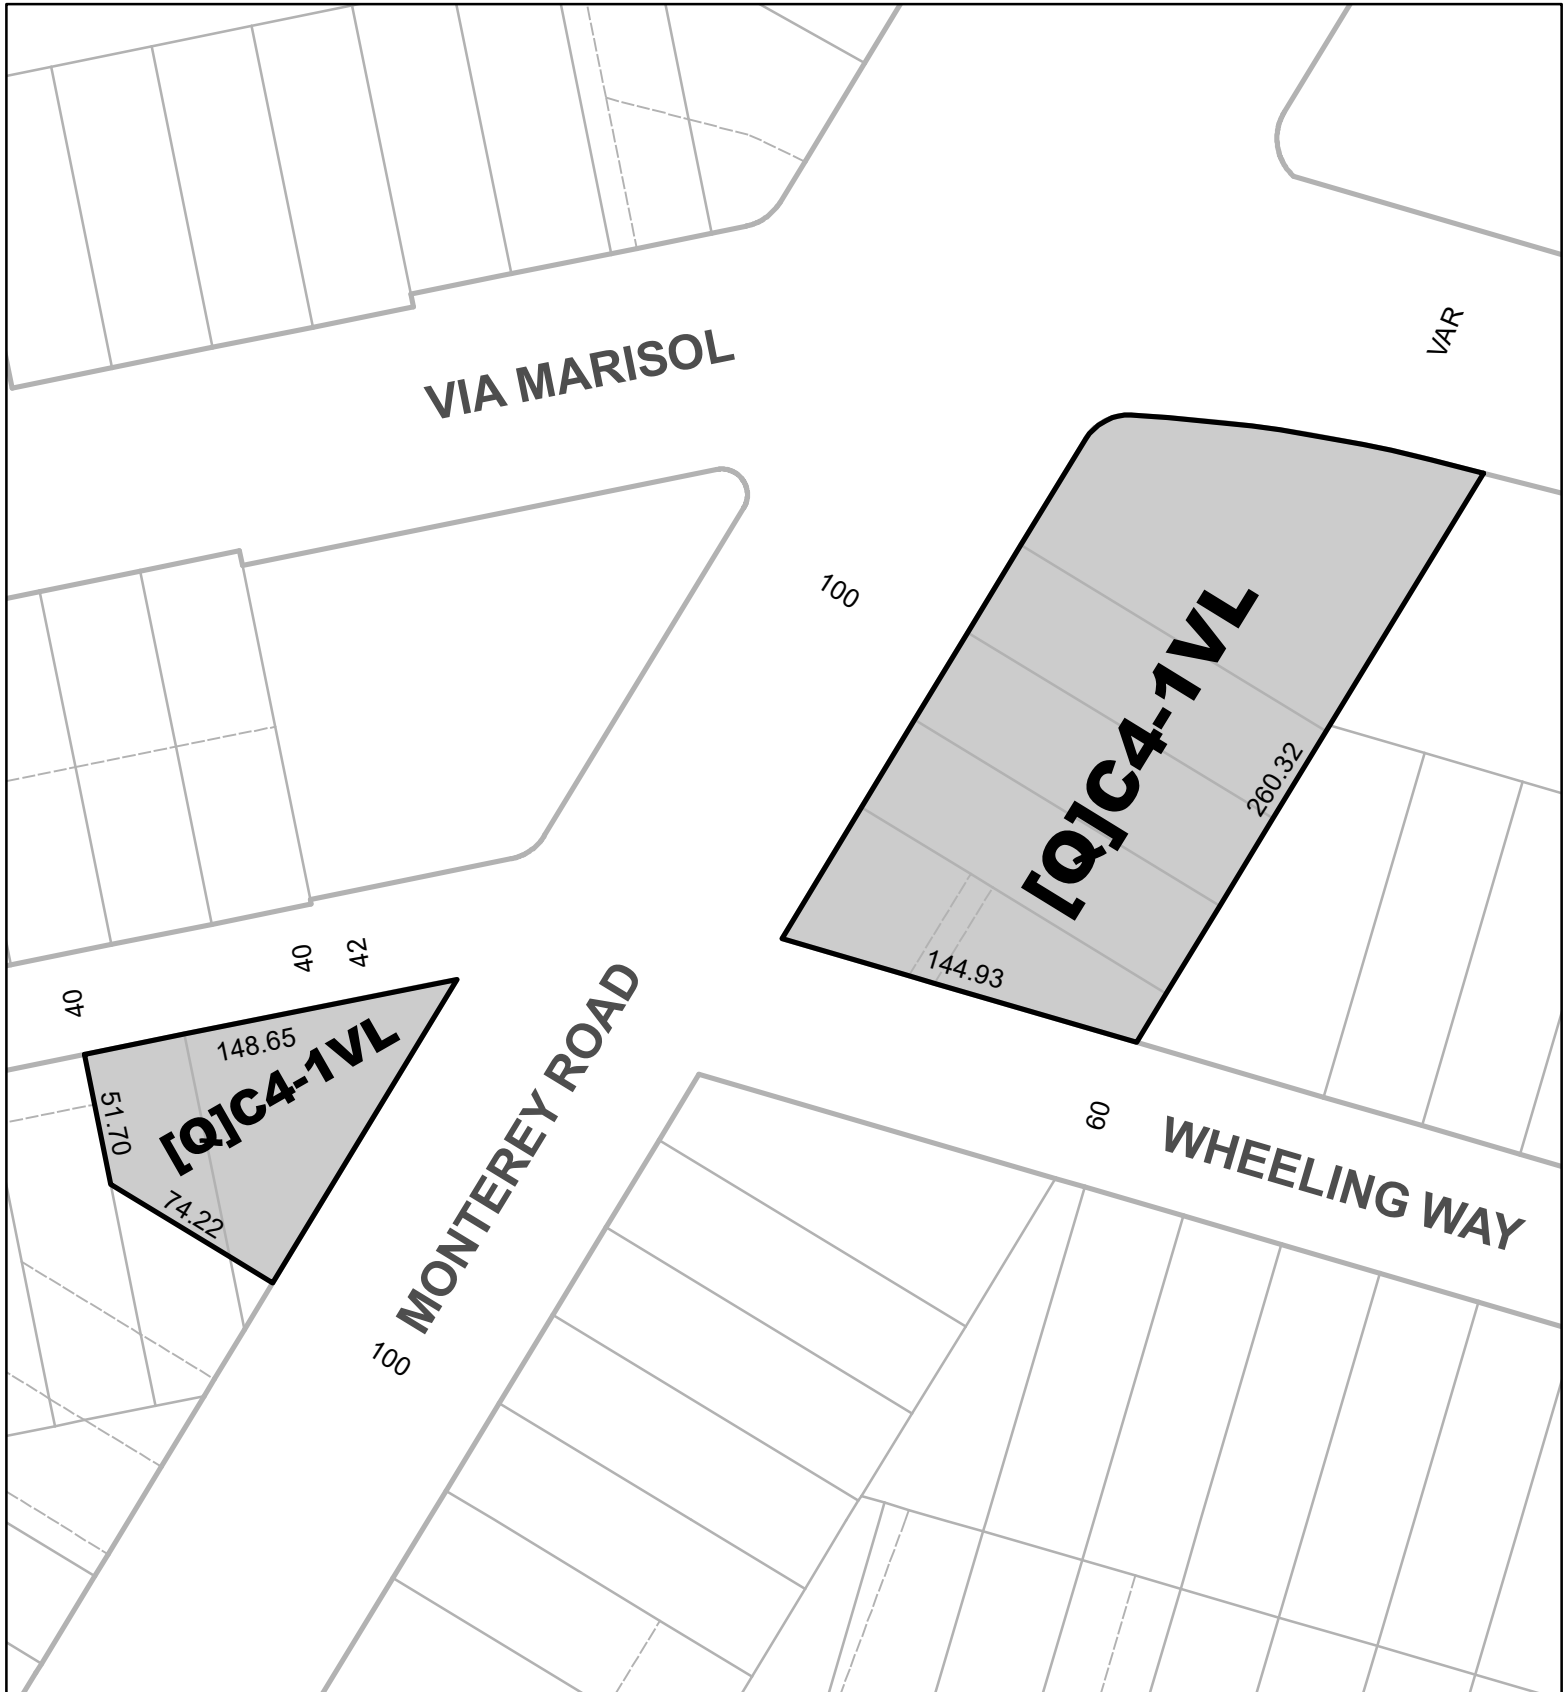 VAR
VIA MARISOL
100
[Q]C4-1VL
260.32
144.93
40
42
40
148.65
[Q]C4-1VL
51.70
74.22
MONTEREY ROAD
60
WHEELING WAY
100